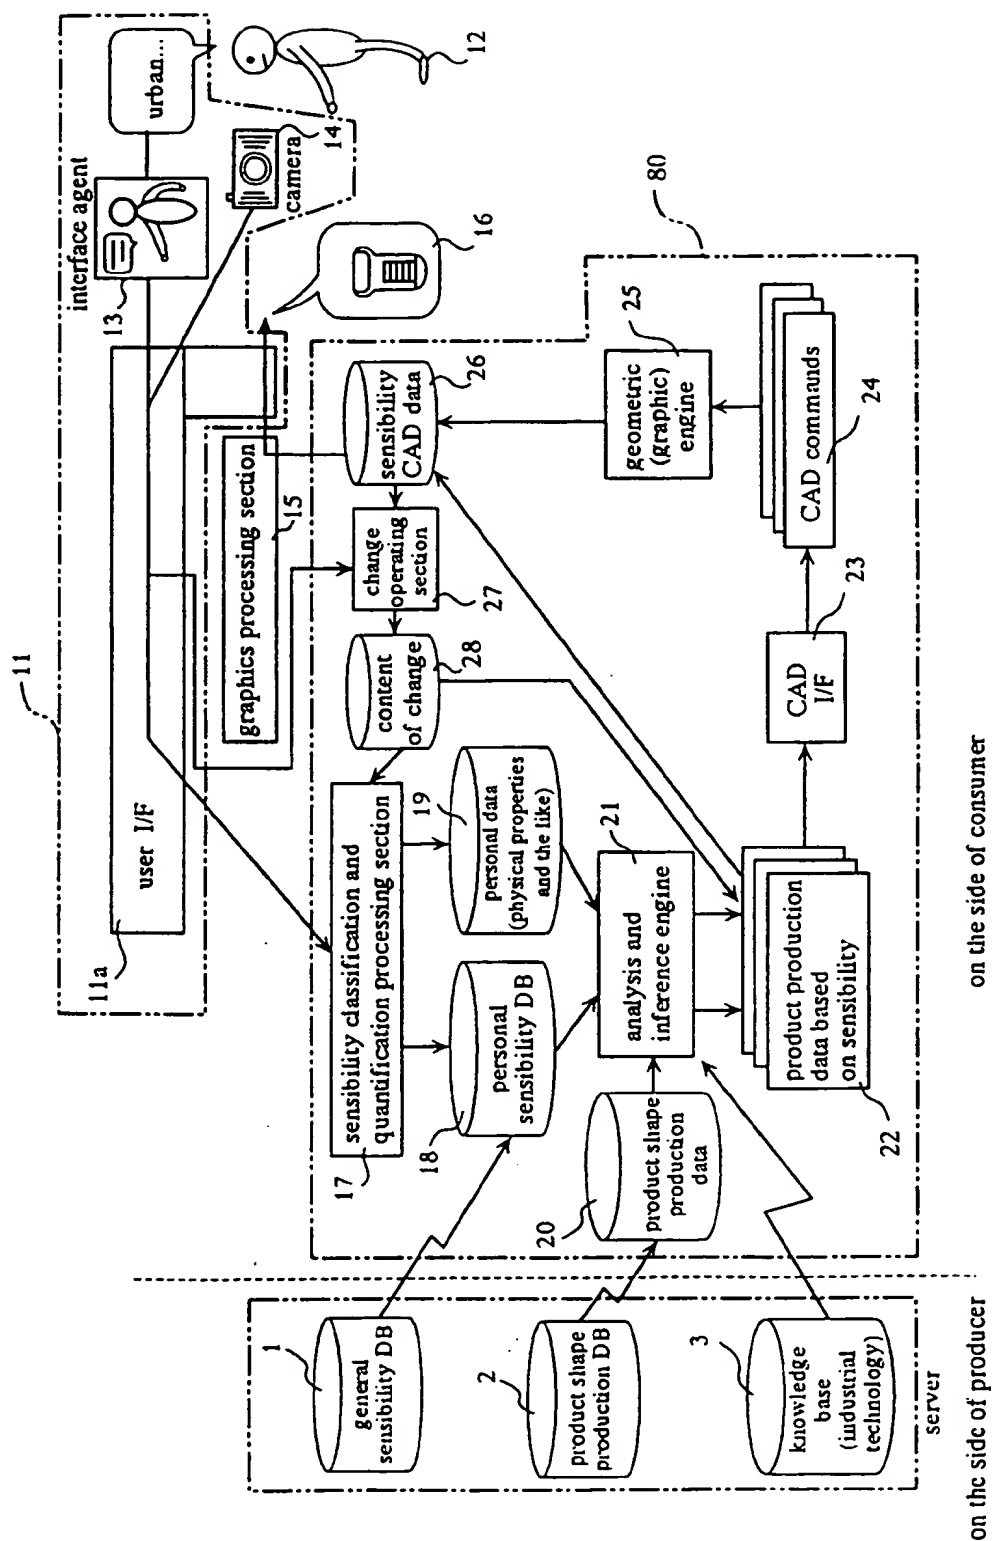 11
11a
user I/F
interface agent
13
urban...
12
14
camera
16
graphics processing section
15
80
sensibility classification and
quantification processing section
17
content
of change
28
change
operating
section
27
sensibility
CAD data
26
18
personal
sensibility DB
19
personal data
(physical properties
and the like)
geometric
(graphic)
engine
25
20
product shape
production
data
analysis and
inference engine
21
product production
data based
on sensibility
22
CAD
I/F
23
CAD commands
24
1
general
sensibility DB
2
product shape
production DB
3
knowledge
base
(industrial
technology)
server
on the side of producer
on the side of consumer